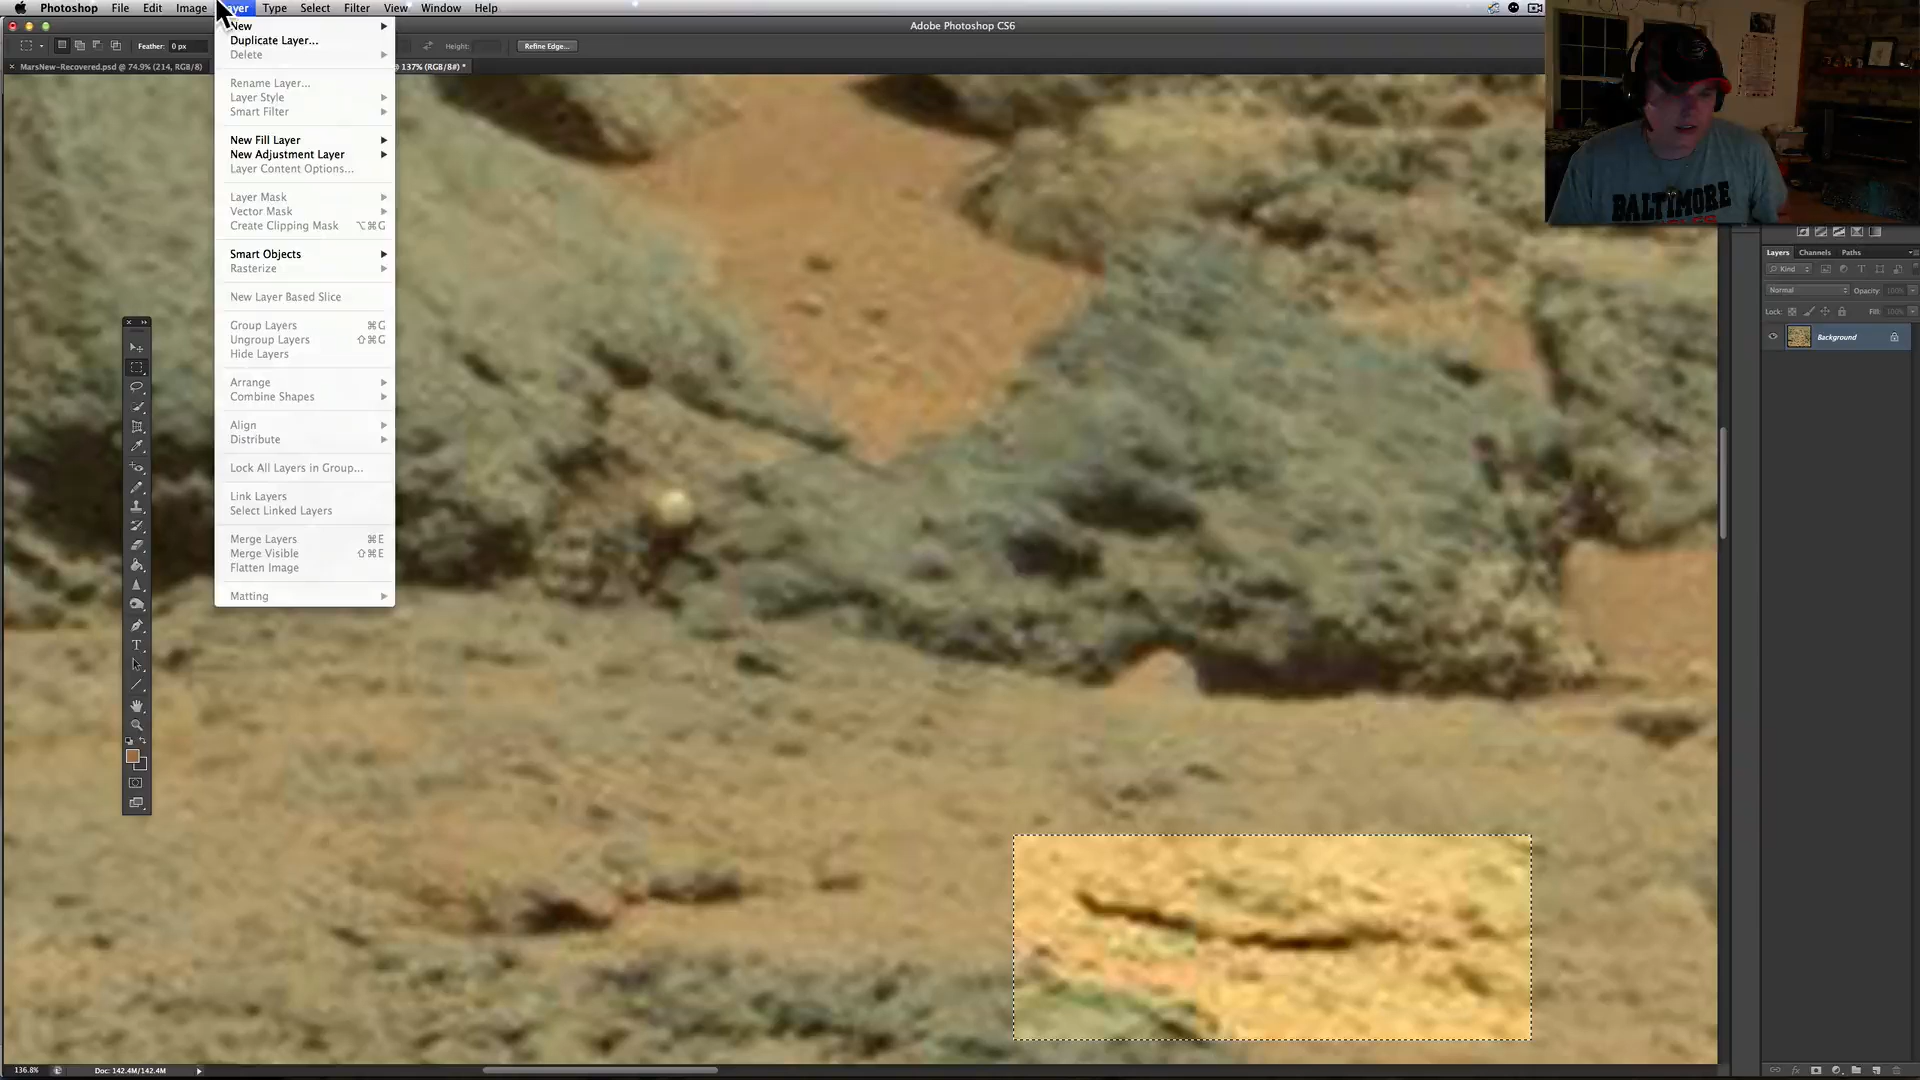 Photoshop File Edit Image Layer Type Select Filter View Window Help
Adobe Photoshop CS6
Feather: 0 px Height: Refine Edge...
× MarsNew-Recovered.psd @ 74.9% (214, RGB/8) @ 137% (RGB/8#) *
New
Duplicate Layer...
Delete
Rename Layer...
Layer Style
Smart Filter
New Fill Layer
New Adjustment Layer
Layer Content Options...
Layer Mask
Vector Mask
Create Clipping Mask ⌥⌘G
Smart Objects
Rasterize
New Layer Based Slice
Group Layers ⌘G
Ungroup Layers ⇧⌘G
Hide Layers
Arrange
Combine Shapes
Align
Distribute
Lock All Layers in Group...
Link Layers
Select Linked Layers
Merge Layers ⌘E
Merge Visible ⇧⌘E
Flatten Image
Matting
BALTIMORE
Layers Channels Paths
Kind
Normal Opacity: 100%
Lock: Fill: 100%
Background
136.8% Doc: 142.4M/142.4M